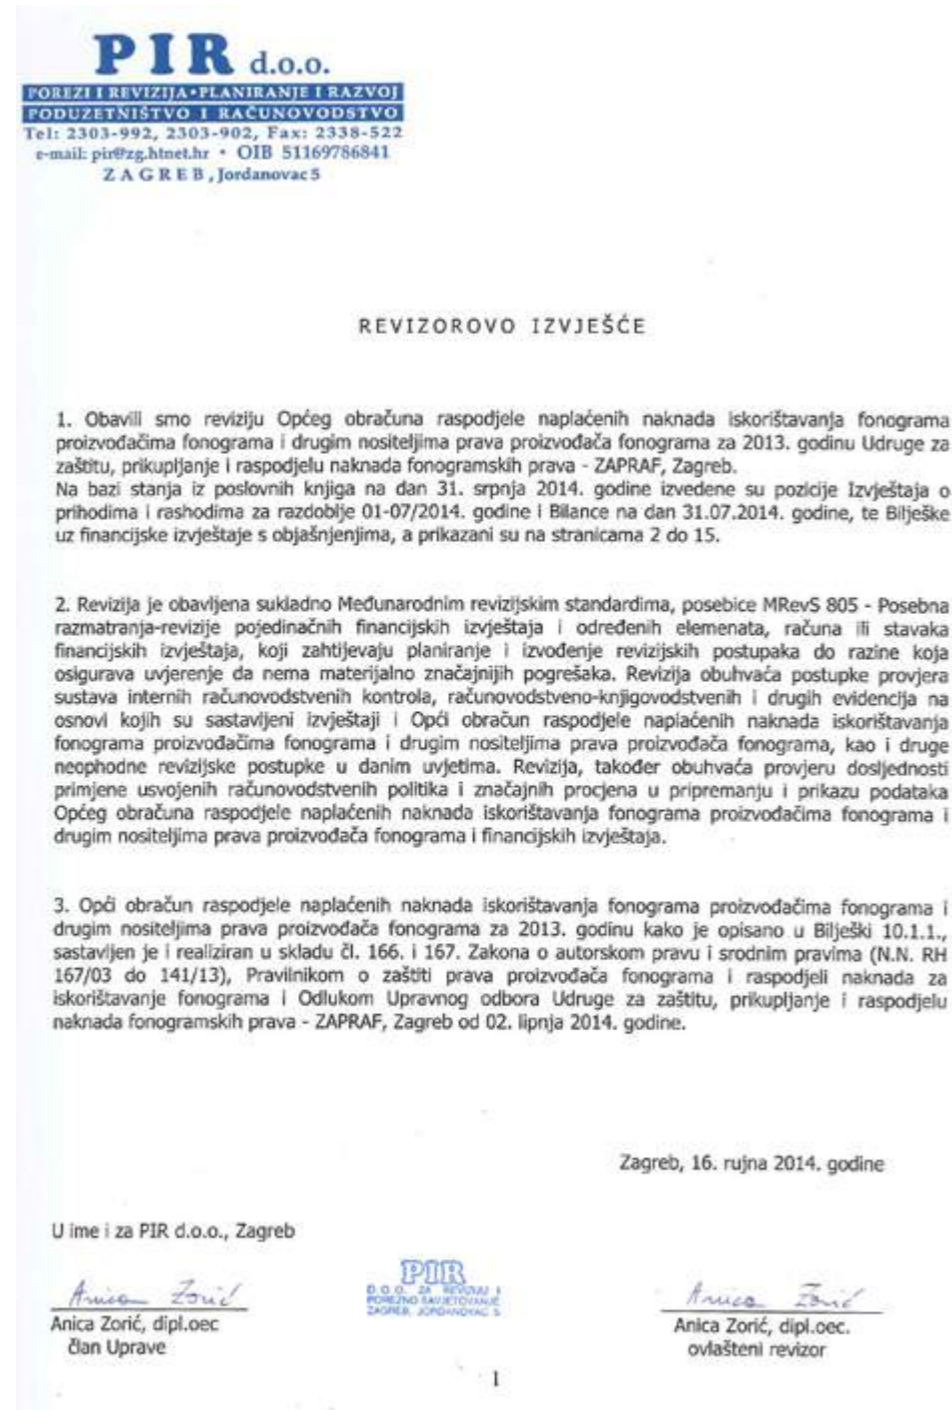 PIR d.o.o.
POREZI I REVIZIJA•PLANIRANJE I RAZVOJ
PODUZETNIŠTVO I RAČUNOVODSTVO
Tel: 2303-992, 2303-902, Fax: 2338-522
e-mail: pir@zg.htnet.hr • OIB 51169786841
ZAGREB, Jordanovac 5
REVIZOROVO IZVJEŠĆE
1. Obavili smo reviziju Općeg obračuna raspodjele naplaćenih naknada iskorištavanja fonograma
proizvođačima fonograma i drugim nositeljima prava proizvođača fonograma za 2013. godinu Udruge za
zaštitu, prikupljanje i raspodjelu naknada fonogramskih prava - ZAPRAF, Zagreb.
Na bazi stanja iz poslovnih knjiga na dan 31. srpnja 2014. godine izvedene su pozicije Izvještaja o
prihodima i rashodima za razdoblje 01-07/2014. godine i Bilance na dan 31.07.2014. godine, te Bilješke
uz financijske izvještaje s objašnjenjima, a prikazani su na stranicama 2 do 15.
2. Revizija je obavljena sukladno Međunarodnim revizijskim standardima, posebice MRevS 805 - Posebna
razmatranja-revizije pojedinačnih financijskih izvještaja i određenih elemenata, računa ili stavaka
financijskih izvještaja, koji zahtijevaju planiranje i izvođenje revizijskih postupaka do razine koja
osigurava uvjerenje da nema materijalno značajnijih pogrešaka. Revizija obuhvaća postupke provjera
sustava internih računovodstvenih kontrola, računovodstveno-knjigovodstvenih i drugih evidencija na
osnovi kojih su sastavljeni izvještaji i Opći obračun raspodjele naplaćenih naknada iskorištavanja
fonograma proizvođačima fonograma i drugim nositeljima prava proizvođača fonograma, kao i druge
neophodne revizijske postupke u danim uvjetima. Revizija, također obuhvaća provjeru dosljednosti
primjene usvojenih računovodstvenih politika i značajnih procjena u pripremanju i prikazu podataka
Općeg obračuna raspodjele naplaćenih naknada iskorištavanja fonograma proizvođačima fonograma i
drugim nositeljima prava proizvođača fonograma i financijskih izvještaja.
3. Opći obračun raspodjele naplaćenih naknada iskorištavanja fonograma proizvođačima fonograma i
drugim nositeljima prava proizvođača fonograma za 2013. godinu kako je opisano u Bilješki 10.1.1.,
sastavljen je i realiziran u skladu čl. 166. i 167. Zakona o autorskom pravu i srodnim pravima (N.N. RH
167/03 do 141/13), Pravilnikom o zaštiti prava proizvođača fonograma i raspodjeli naknada za
iskorištavanje fonograma i Odlukom Upravnog odbora Udruge za zaštitu, prikupljanje i raspodjelu
naknada fonogramskih prava - ZAPRAF, Zagreb od 02. lipnja 2014. godine.
Zagreb, 16. rujna 2014. godine
U ime i za PIR d.o.o., Zagreb
PIR
D.O.O. ZA REVIZIJU I
POREZNO SAVJETOVANJE
ZAGREB, JORDANOVAC 5
Anica Zorić
Anica Zorić, dipl.oec
član Uprave
Anica Zorić
Anica Zorić, dipl.oec.
ovlašteni revizor
1